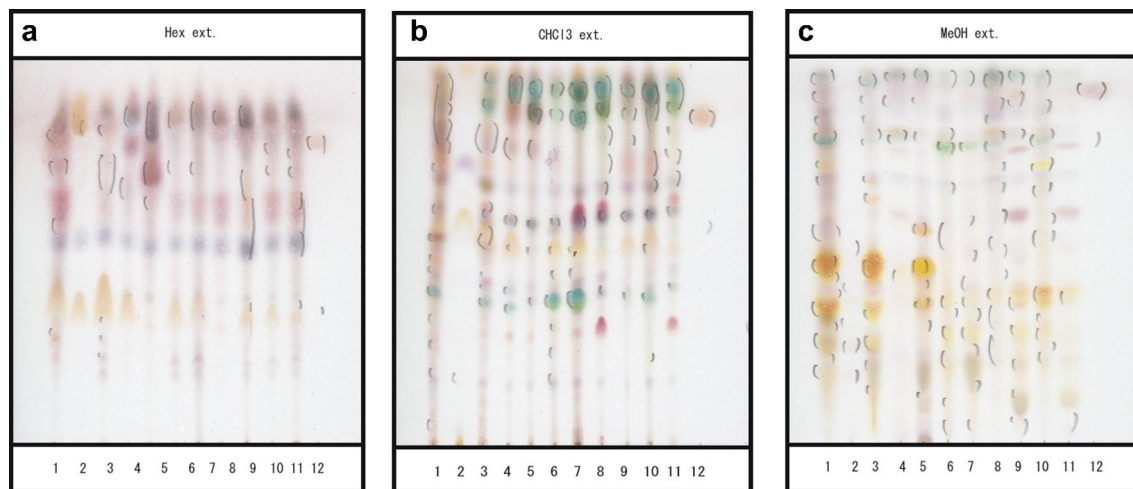 a
Hex ext.
1 2 3 4 5 6 7 8 9 10 11 12
b
CHCl3 ext.
1 2 3 4 5 6 7 8 9 10 11 12
c
MeOH ext.
1 2 3 4 5 6 7 8 9 10 11 12